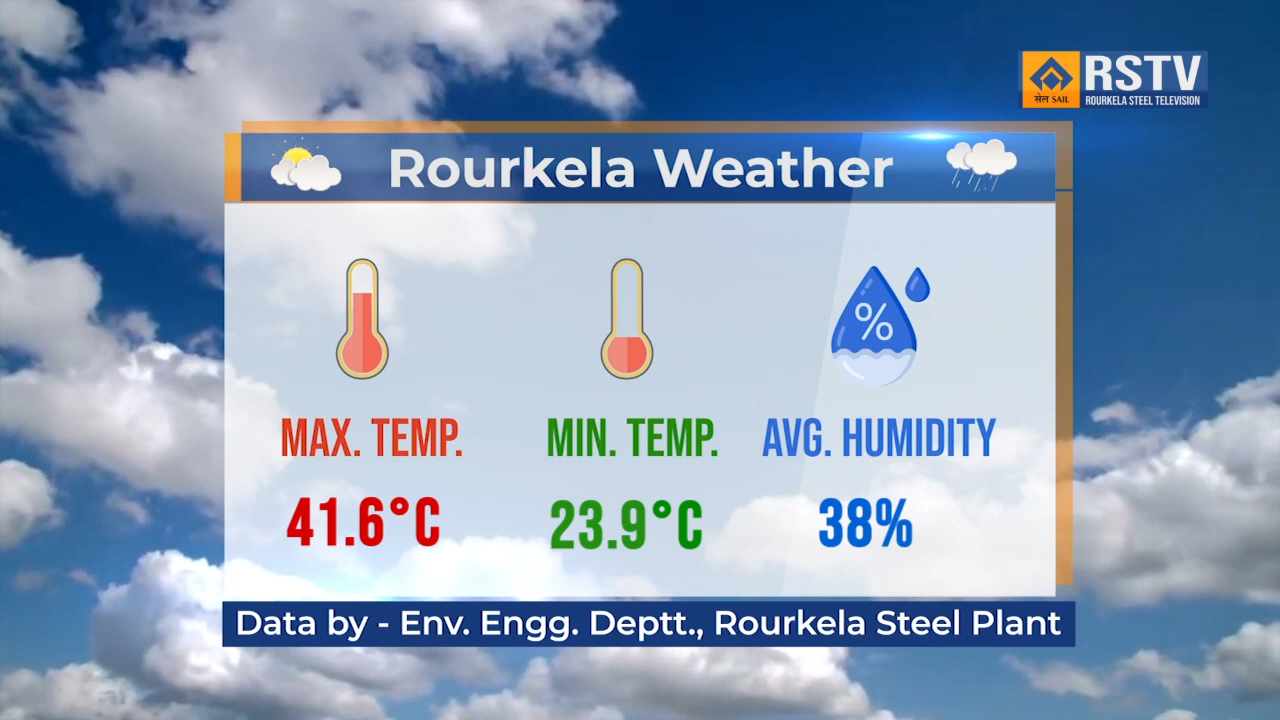 सेल SAIL
RSTV
ROURKELA STEEL TELEVISION
Rourkela Weather
%
MAX. TEMP.
MIN. TEMP.
AVG. HUMIDITY
41.6°C
23.9°C
38%
Data by - Env. Engg. Deptt., Rourkela Steel Plant